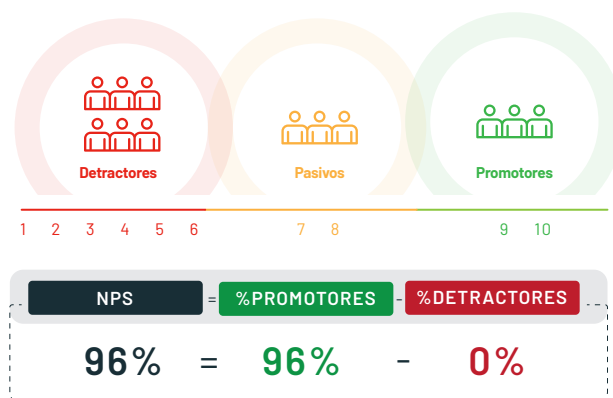 Detractores Pasivos Promotores
1 2 3 4 5 6 7 8 9 10
NPS = %PROMOTORES - %DETRACTORES
96% = 96% - 0%